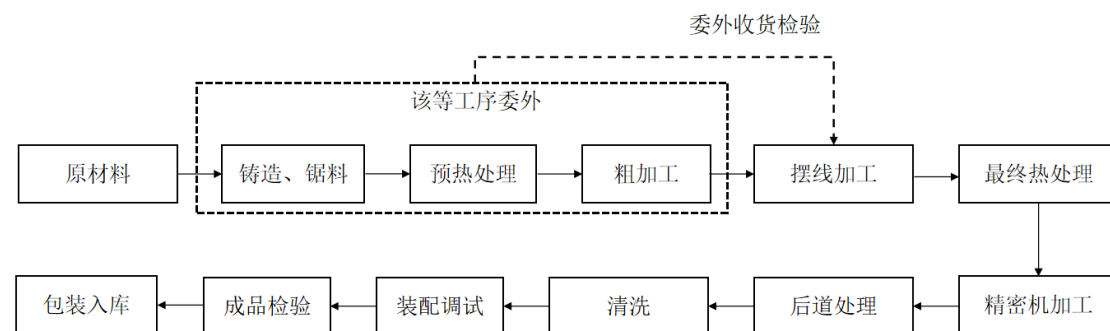 委外收货检验
该等工序委外
原材料
铸造、锯料
预热处理
粗加工
摆线加工
最终热处理
包装入库
成品检验
装配调试
清洗
后道处理
精密机加工